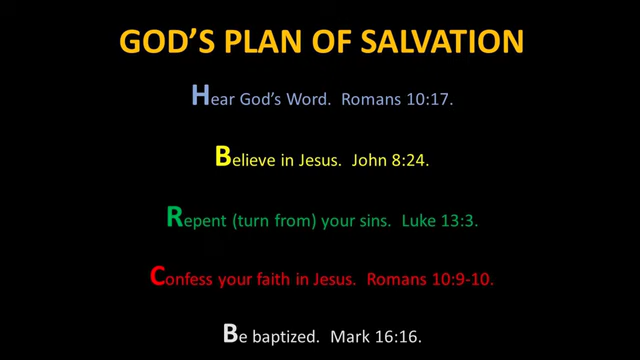 GOD’S PLAN OF SALVATION
Hear God’s Word.  Romans 10:17.
Believe in Jesus.  John 8:24.
Repent (turn from) your sins.  Luke 13:3.
Confess your faith in Jesus.  Romans 10:9-10.
Be baptized.  Mark 16:16.